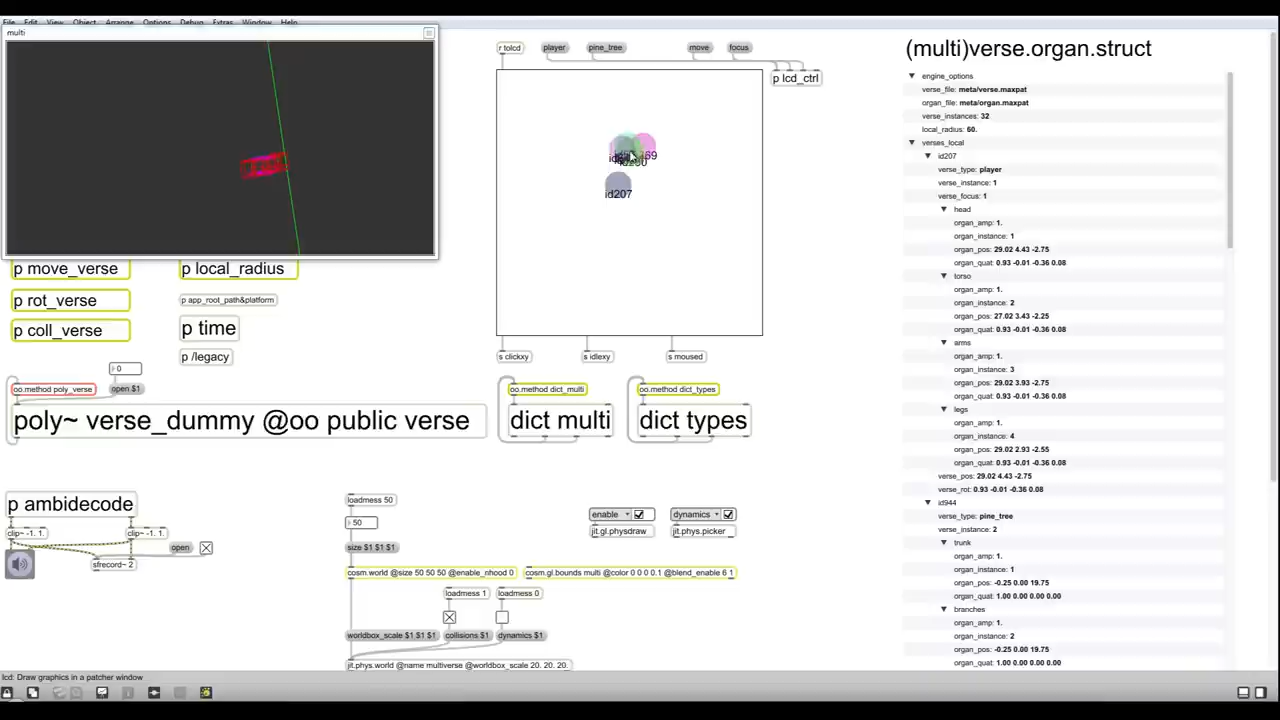 File Edit View Object Arrange Options Debug Extras Window Help
multi
p move_verse
p local_radius
p rot_verse
p app_root_path&platform
p coll_verse
p time
p /legacy
0
oo.method poly_verse
open $1
poly~ verse_dummy @oo public verse
r tolcd
player
pine_tree
move
focus
p lcd_ctrl
id207
s clickxy
s idlexy
s moused
oo.method dict_multi
oo.method dict_types
dict multi
dict types
p ambidecode
clip~ -1. 1.
clip~ -1. 1.
open
sfrecord~ 2
loadmess 50
50
size $1 $1 $1
cosm.world @size 50 50 50 @enable_nhood 0
cosm.gl.bounds multi @color 0 0 0 0.1 @blend_enable 6 1
loadmess 1
loadmess 0
worldbox_scale $1 $1 $1
collisions $1
dynamics $1
jit.phys.world @name multiverse @worldbox_scale 20. 20. 20.
enable
dynamics
jit.gl.physdraw
jit.phys.picker
(multi)verse.organ.struct
engine_options
verse_file: meta/verse.maxpat
organ_file: meta/organ.maxpat
verse_instances: 32
local_radius: 60.
verses_local
id207
verse_type: player
verse_instance: 1
verse_focus: 1
head
organ_amp: 1.
organ_instance: 1
organ_pos: 29.02 4.43 -2.75
organ_quat: 0.93 -0.01 -0.36 0.08
torso
organ_amp: 1.
organ_instance: 2
organ_pos: 27.02 3.43 -2.25
organ_quat: 0.93 -0.01 -0.36 0.08
arms
organ_amp: 1.
organ_instance: 3
organ_pos: 29.02 3.93 -2.75
organ_quat: 0.93 -0.01 -0.36 0.08
legs
organ_amp: 1.
organ_instance: 4
organ_pos: 29.02 2.93 -2.55
organ_quat: 0.93 -0.01 -0.36 0.08
verse_pos: 29.02 4.43 -2.75
verse_rot: 0.93 -0.01 -0.36 0.08
id944
verse_type: pine_tree
verse_instance: 2
trunk
organ_amp: 1.
organ_instance: 1
organ_pos: -0.25 0.00 19.75
organ_quat: 1.00 0.00 0.00 0.00
branches
organ_amp: 1.
organ_instance: 2
organ_pos: -0.25 0.00 19.75
organ_quat: 1.00 0.00 0.00 0.00
lcd: Draw graphics in a patcher window